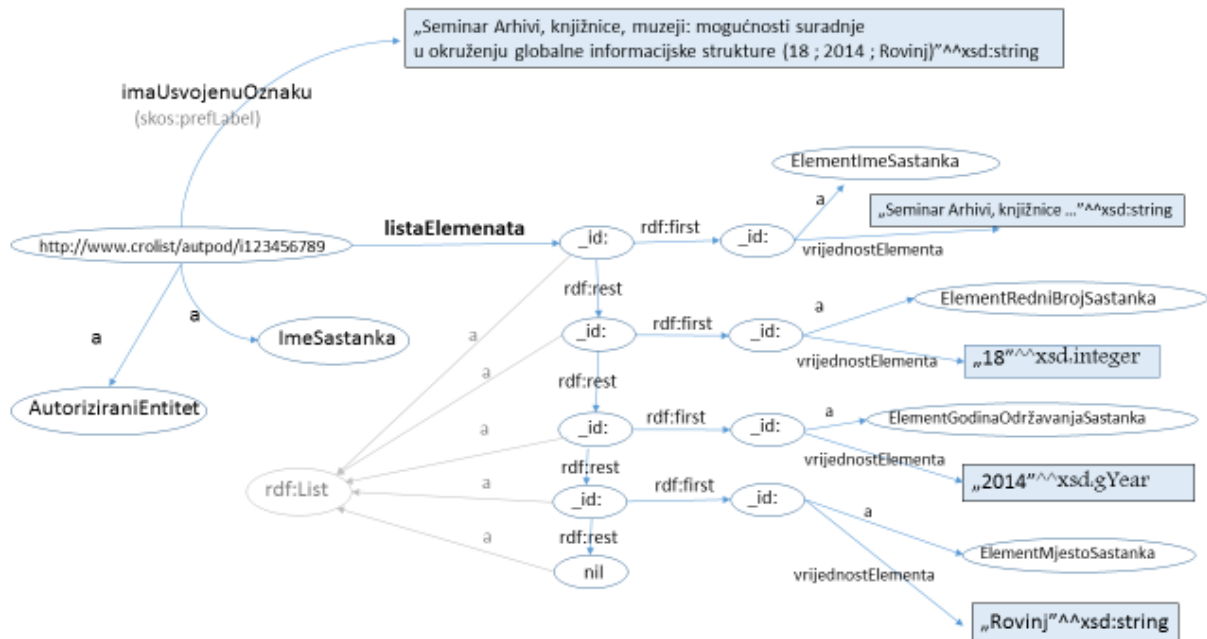 „Seminar Arhivi, knjižnice, muzeji: mogućnosti suradnje
u okruženju globalne informacijske strukture (18 ; 2014 ; Rovinj)”^^xsd:string
imaUsvojenuOznaku
(skos:prefLabel)
ElementImeSastanka
a
„Seminar Arhivi, knjižnice ...”^^xsd:string
http://www.crolist/autpod/i123456789
listaElemenata
_id:
rdf:first
_id:
vrijednostElementa
rdf:rest
a
ElementRedniBrojSastanka
a
a
ImeSastanka
a
_id:
rdf:first
_id:
vrijednostElementa
„18”^^xsd.integer
a
rdf:rest
AutoriziraniEntitet
a
ElementGodinaOdržavanjaSastanka
a
_id:
rdf:first
_id:
vrijednostElementa
rdf:rest
„2014”^^xsd.gYear
rdf:List
a
_id:
rdf:first
_id:
a
rdf:rest
a
ElementMjestoSastanka
nil
vrijednostElementa
„Rovinj”^^xsd:string